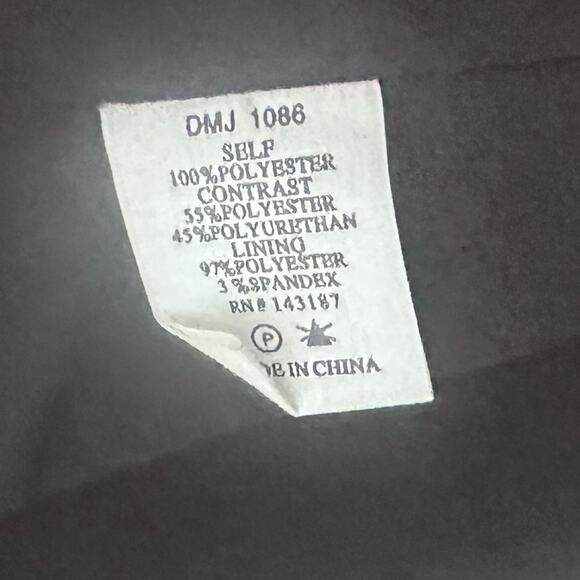 DMJ 1086
SELF
100%POLYESTER
CONTRAST
55%POLYESTER
45%POLYURETHAN
LINING
97%POLYESTER
3%SPANDEX
RN# 143187
P
DE IN CHINA